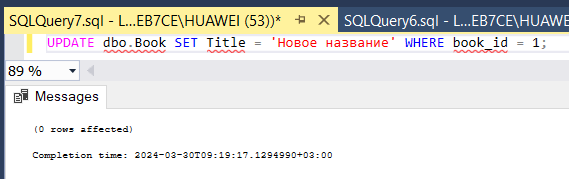 SQLQuery7.sql - L...EB7CE\HUAWEI (53))* SQLQuery6.sql - L...EB7CE\HUAWE
UPDATE dbo.Book SET Title = 'Новое название' WHERE book_id = 1;
89 %
Messages
(0 rows affected)
Completion time: 2024-03-30T09:19:17.1294990+03:00